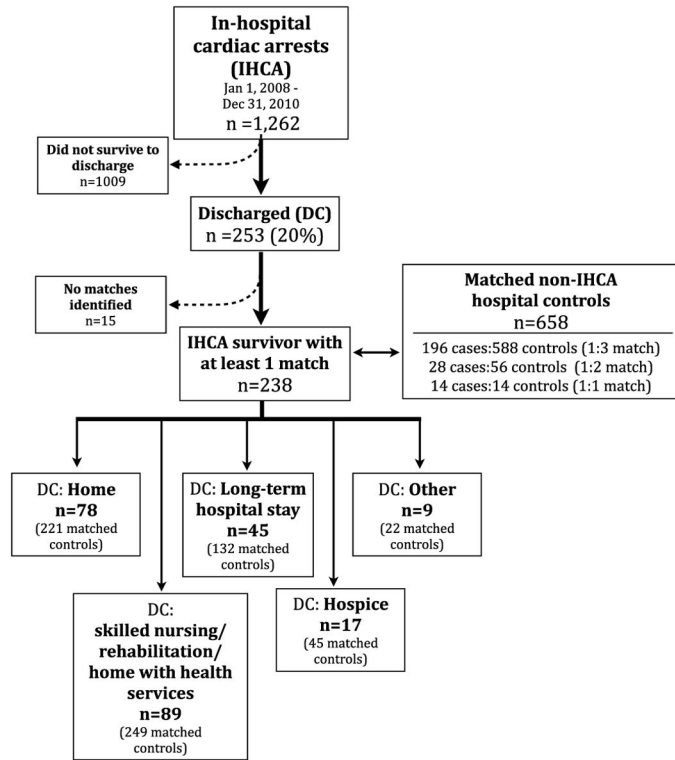 In-hospital
cardiac arrests
(IHCA)
Jan 1, 2008 -
Dec 31, 2010
n =1,262
Did not survive to
discharge
n=1009
Discharged (DC)
n =253 (20%)
No matches
identified
n=15
IHCA survivor with
at least 1 match
n=238
Matched non-IHCA
hospital controls
n=658
196 cases:588 controls (1:3 match)
28 cases:56 controls (1:2 match)
14 cases:14 controls (1:1 match)
DC: Home
n=78
(221 matched
controls)
DC: Long-term
hospital stay
n=45
(132 matched
controls)
DC: Other
n=9
(22 matched
controls)
DC:
skilled nursing/
rehabilitation/
home with health
services
n=89
(249 matched
controls)
DC: Hospice
n=17
(45 matched
controls)